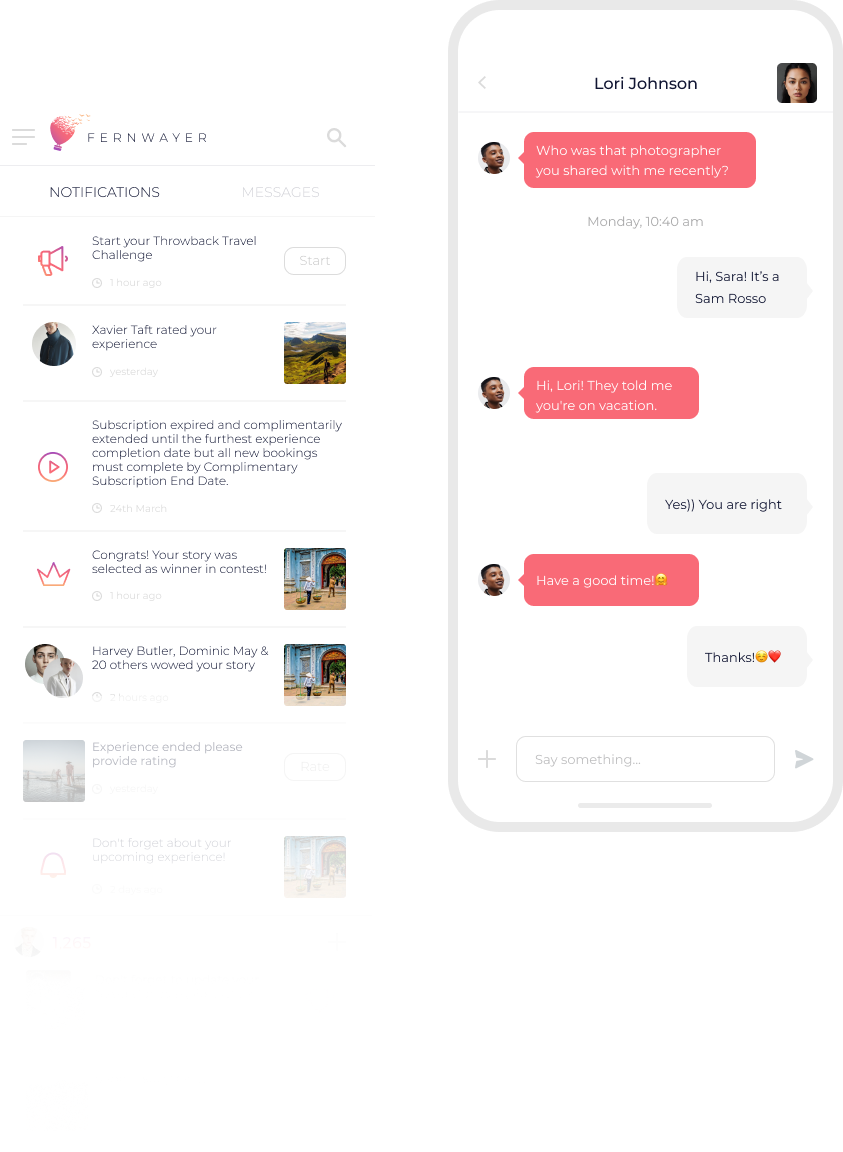 FERNWAYER
NOTIFICATIONS
MESSAGES
Start your Throwback Travel
Challenge
Start
1 hour ago
Xavier Taft rated your
experience
yesterday
Subscription expired and complimentarily
extended until the furthest experience
completion date but all new bookings
must complete by Complimentary
Subscription End Date.
24th March
Congrats! Your story was
selected as winner in contest!
1 hour ago
Harvey Butler, Dominic May &
20 others wowed your story
2 hours ago
Experience ended please
provide rating
Rate
yesterday
Don't forget about your
upcoming experience!
1 265
Lori Johnson
Who was that photographer
you shared with me recently?
Monday, 10:40 am
Hi, Sara! It's a
Sam Rosso
Hi, Lori! They told me
you're on vacation.
Yes)) You are right
Have a good time!🤗
Thanks!☺️❤️
Say something...